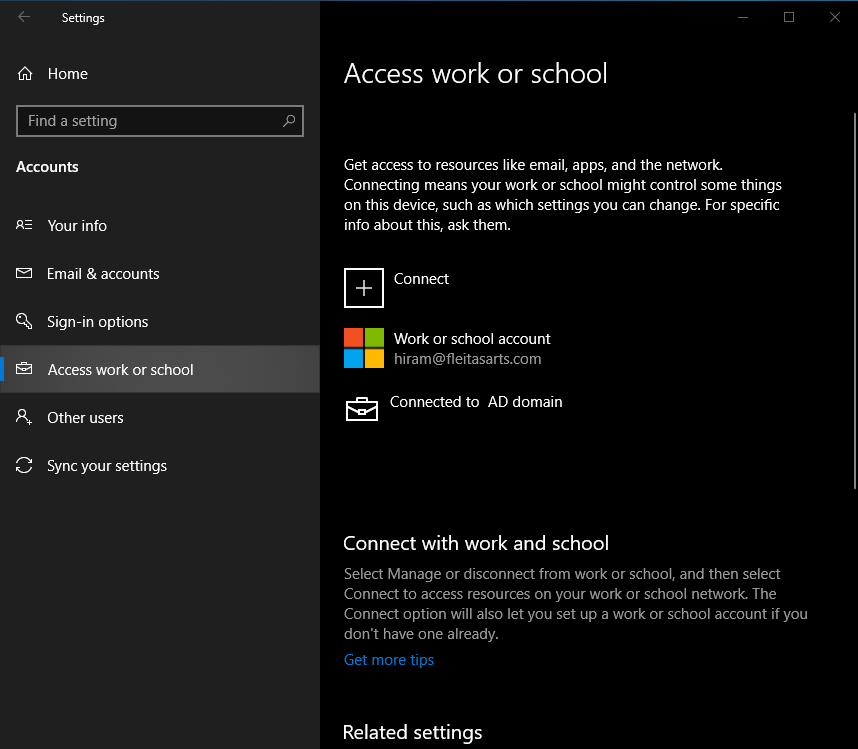 Settings
Home
Find a setting
Accounts
Your info
Email & accounts
Sign-in options
Access work or school
Other users
Sync your settings
Access work or school
Get access to resources like email, apps, and the network.
Connecting means your work or school might control some things
on this device, such as which settings you can change. For specific
info about this, ask them.
Connect
Work or school account
hiram@fleitasarts.com
Connected to AD domain
Connect with work and school
Select Manage or disconnect from work or school, and then select
Connect to access resources on your work or school network. The
Connect option will also let you set up a work or school account if you
don't have one already.
Get more tips
Related settings